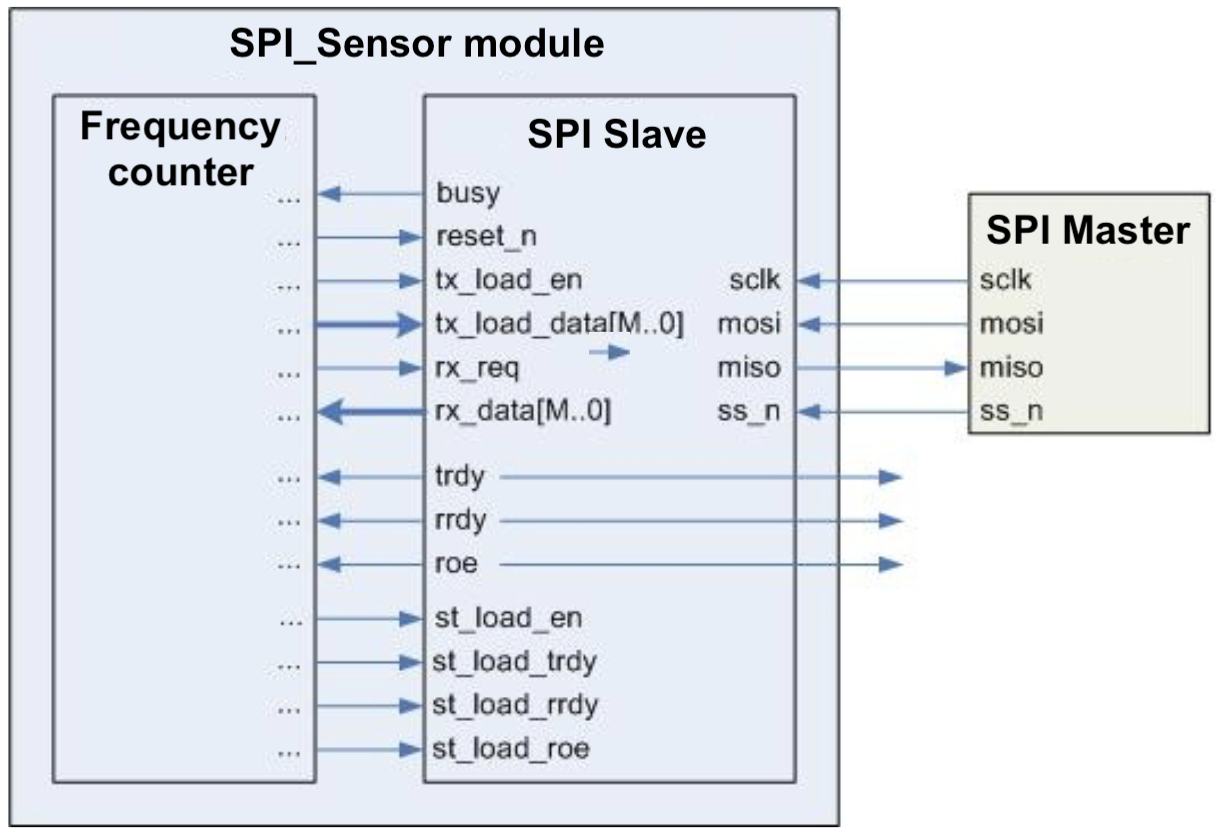 SPI_Sensor module
Frequency
counter
...
...
...
...
...
...
...
...
...
...
...
...
...
SPI Slave
busy
reset_n
tx_load_en
tx_load_data[M..0]
rx_req
rx_data[M..0]
trdy
rrdy
roe
st_load_en
st_load_trdy
st_load_rrdy
st_load_roe
sclk
mosi
miso
ss_n
SPI Master
sclk
mosi
miso
ss_n